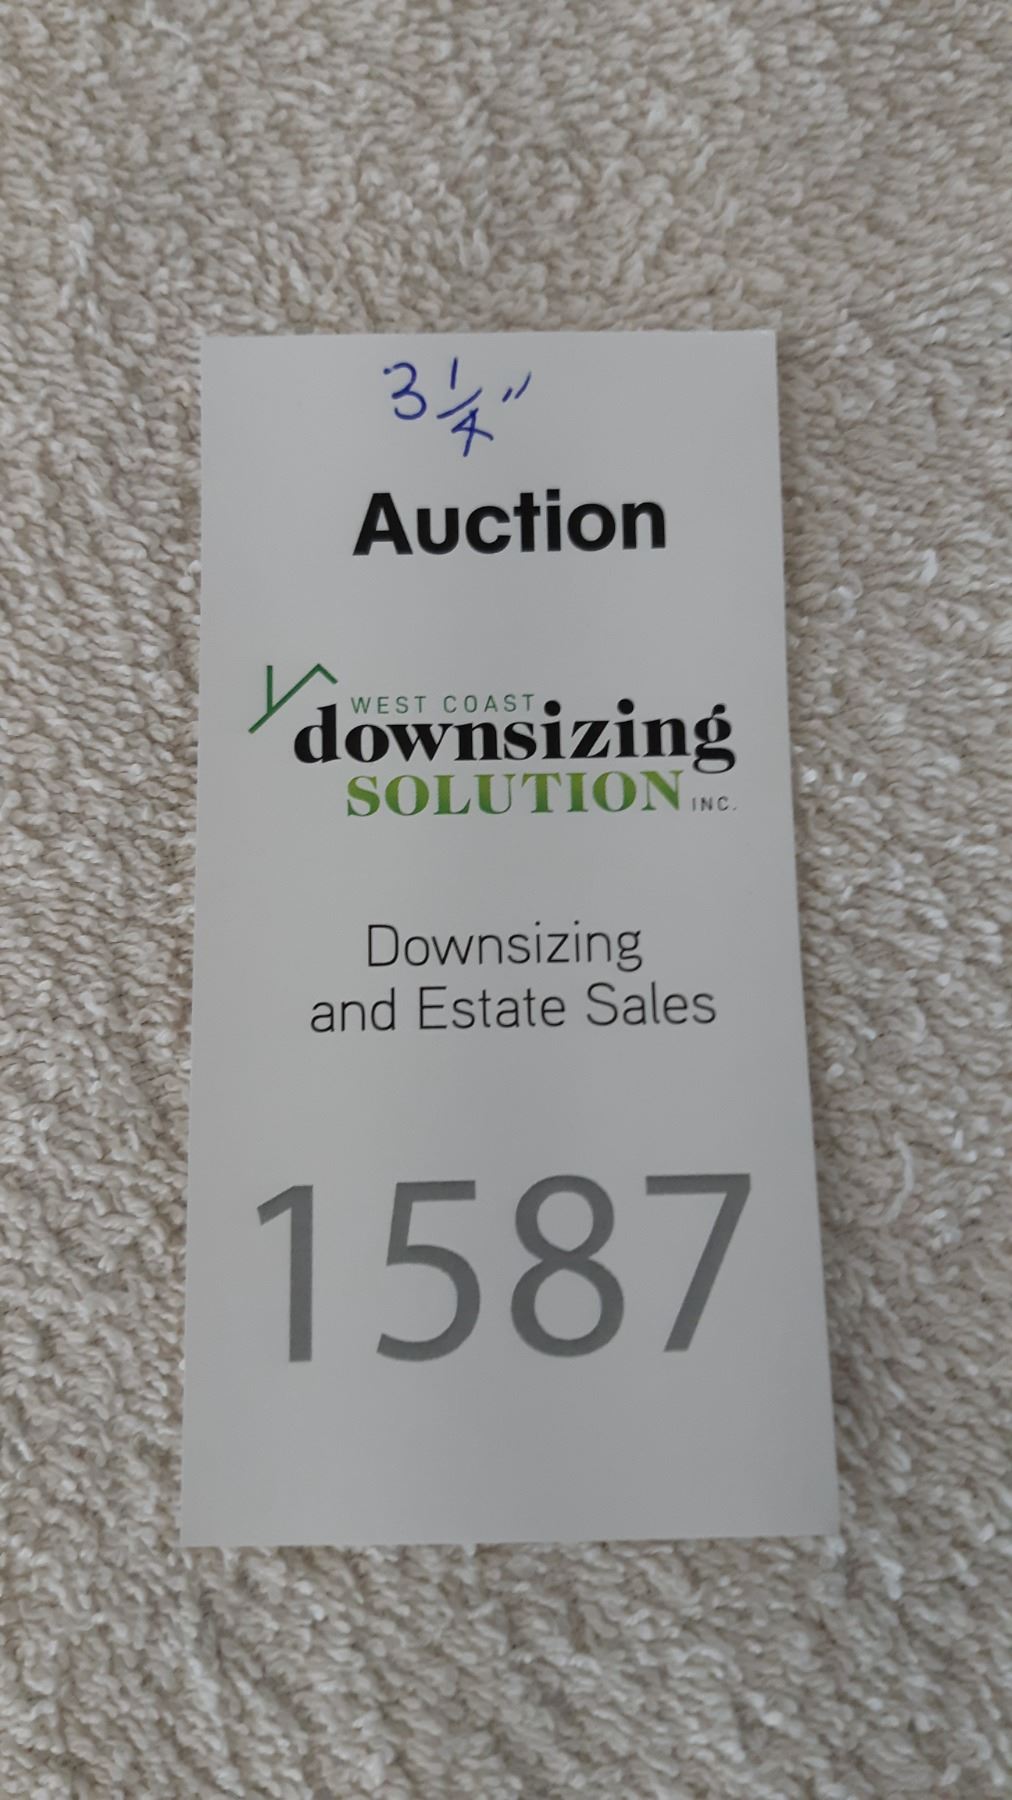 3 1/4"
Auction
WEST COAST
downsizing
SOLUTION INC.
Downsizing
and Estate Sales
1587